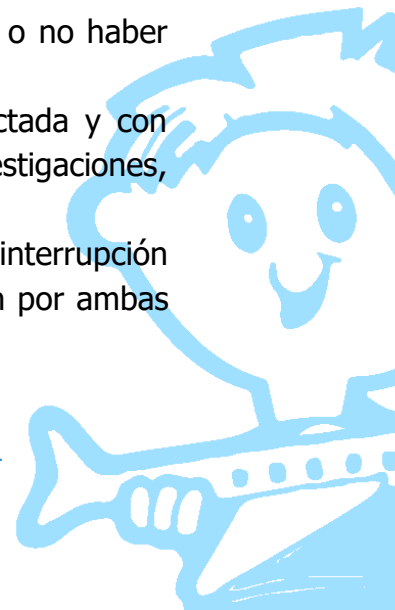 o no haber
ctada y con
estigaciones,
interrupción
n por ambas